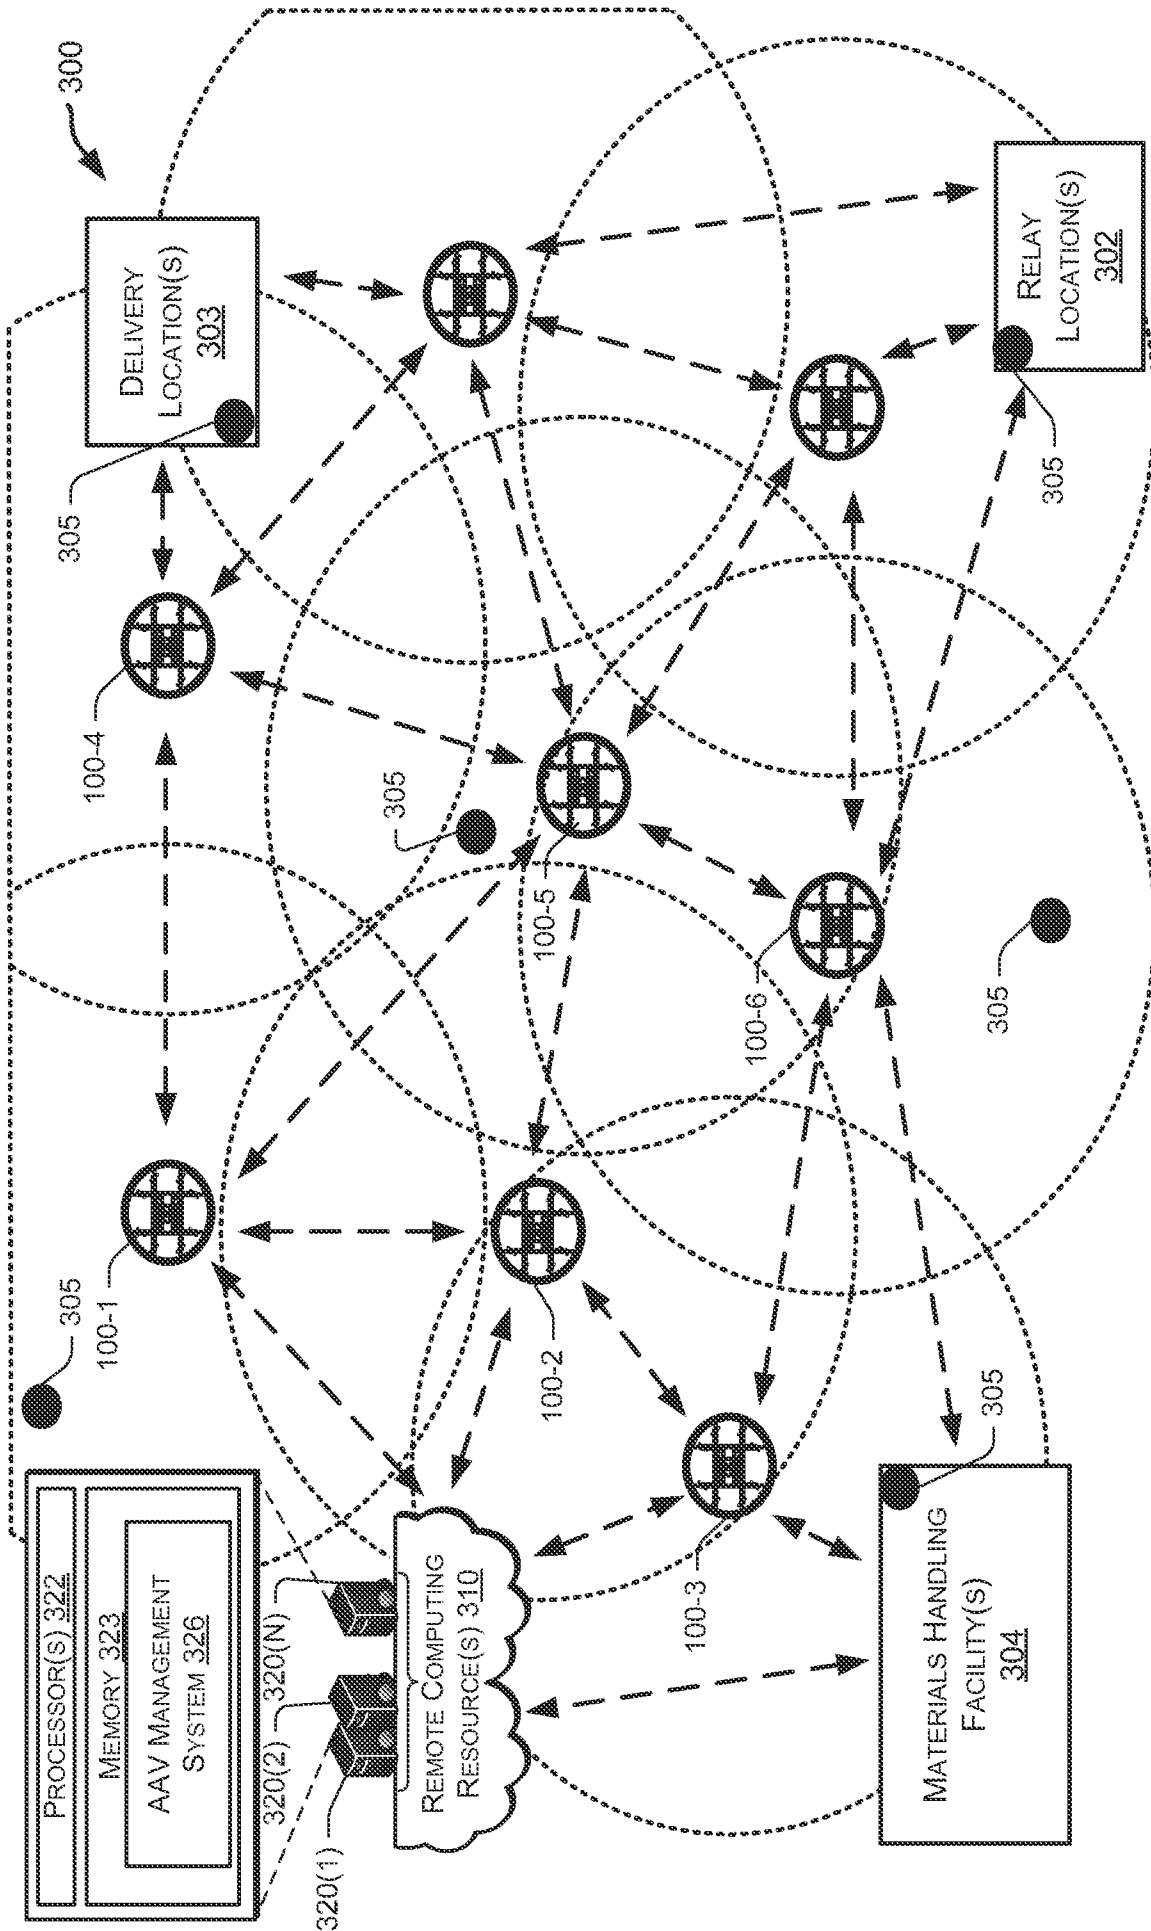 300
PROCESSOR(S) 322
MEMORY 323
AAV MANAGEMENT
SYSTEM 326
305
100-1
100-4
305
DELIVERY
LOCATION(S)
303
320(1)
320(2)
320(N)
REMOTE COMPUTING
RESOURCE(S) 310
305
100-2
100-5
100-3
100-6
MATERIALS HANDLING
FACILITY(S)
304
305
305
305
RELAY
LOCATION(S)
302